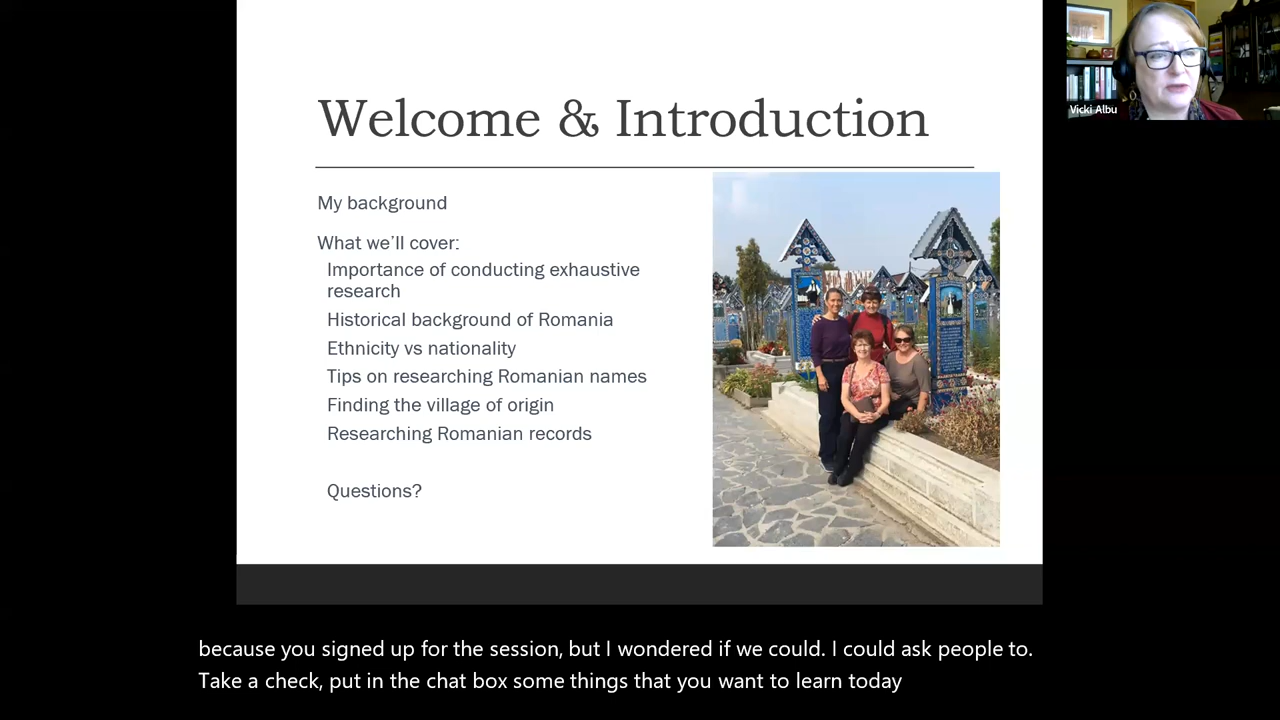 Welcome & Introduction
My background
What we'll cover:
Importance of conducting exhaustive
research
Historical background of Romania
Ethnicity vs nationality
Tips on researching Romanian names
Finding the village of origin
Researching Romanian records
Questions?
Vicki Albu
because you signed up for the session, but I wondered if we could. I could ask people to.
Take a check, put in the chat box some things that you want to learn today